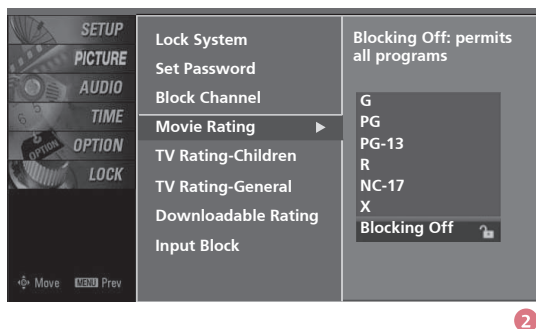 SETUP
PICTURE
AUDIO
TIME
OPTION
LOCK
Move MENU Prev
Lock System
Set Password
Block Channel
Movie Rating
TV Rating-Children
TV Rating-General
Downloadable Rating
Input Block
Blocking Off: permits
all programs
G
PG
PG-13
R
NC-17
X
Blocking Off
2